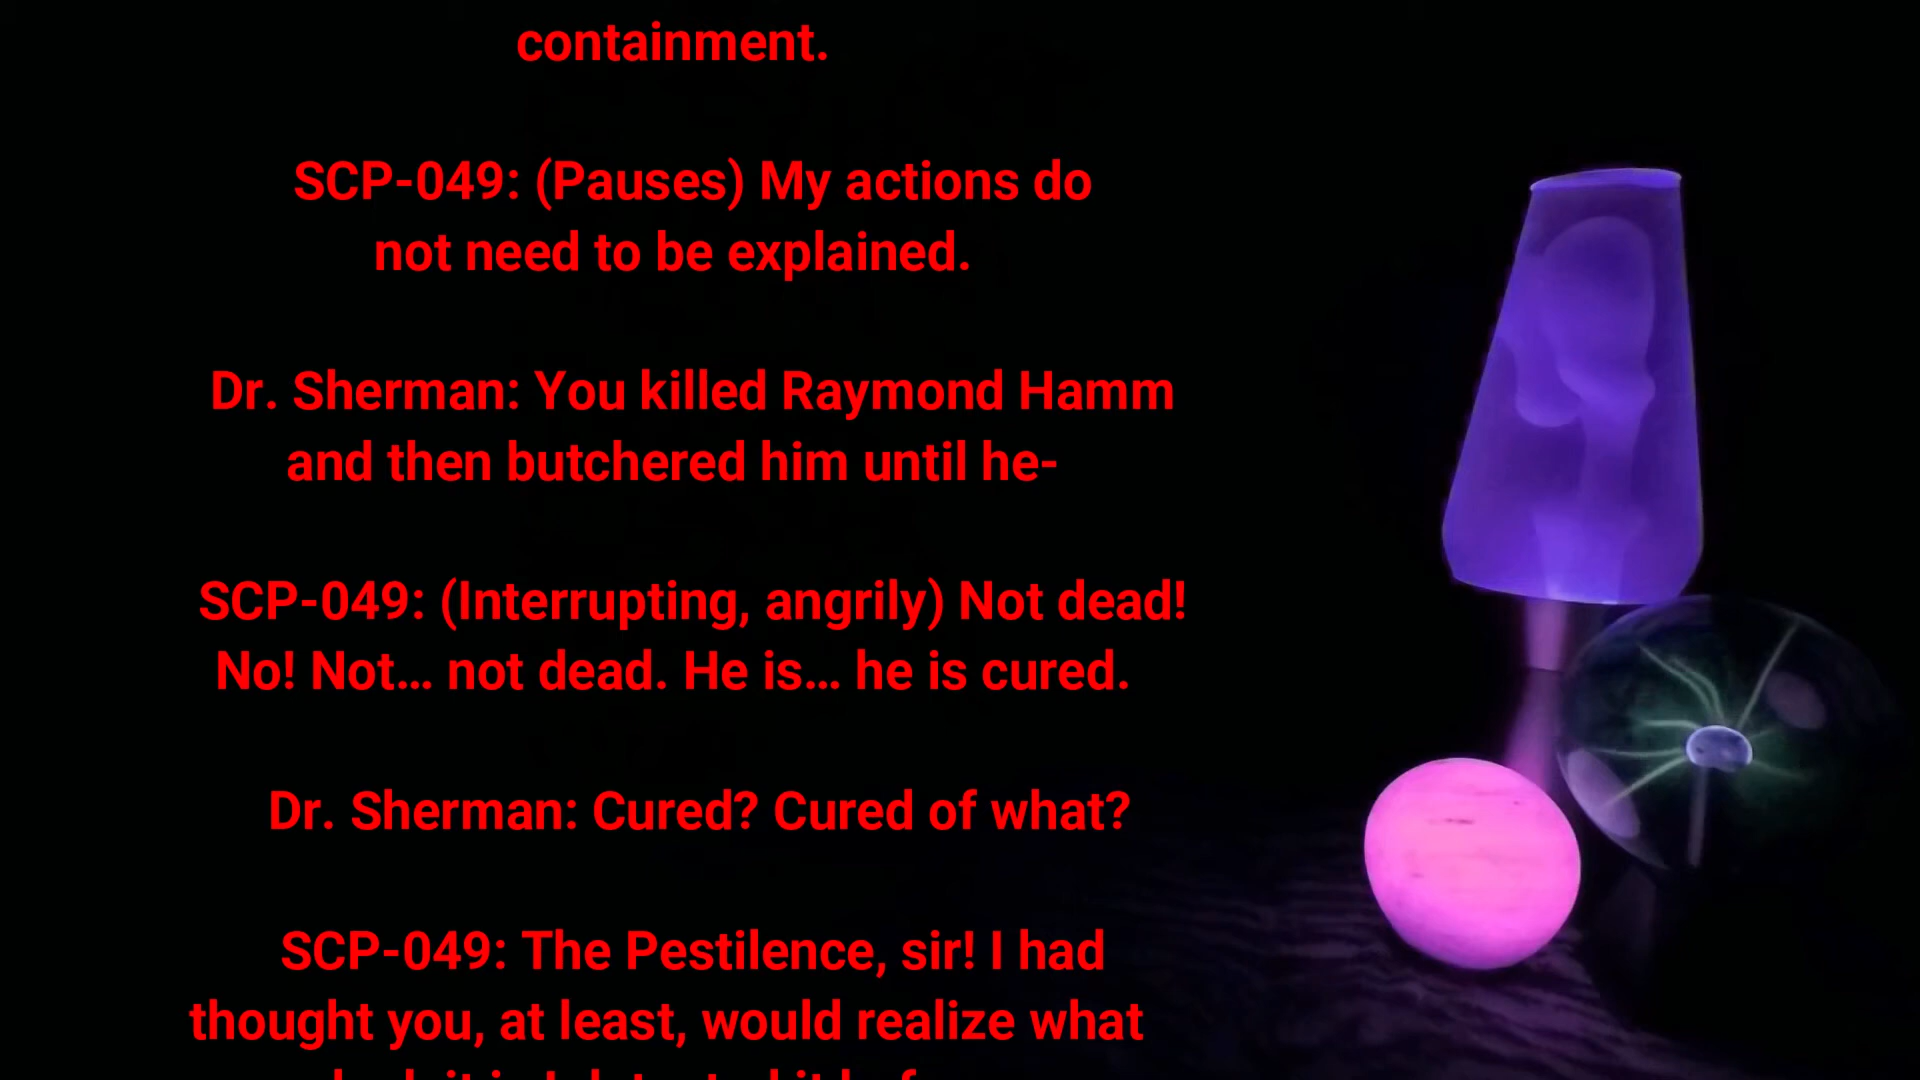 containment.
SCP-049: (Pauses) My actions do
not need to be explained.
Dr. Sherman: You killed Raymond Hamm
and then butchered him until he-
SCP-049: (Interrupting, angrily) Not dead!
No! Not… not dead. He is… he is cured.
Dr. Sherman: Cured? Cured of what?
SCP-049: The Pestilence, sir! I had
thought you, at least, would realize what